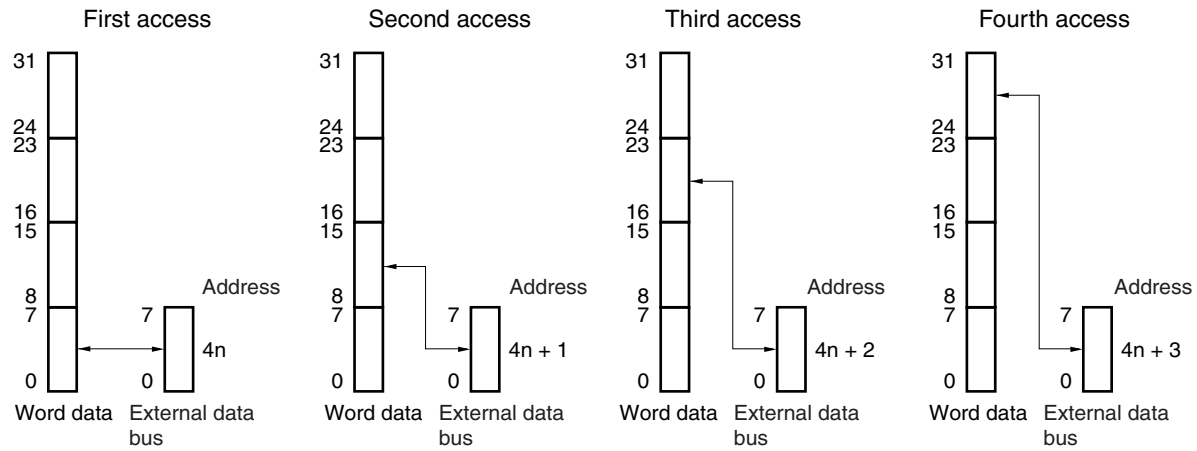 First access
31
24
23
16
15
8
7
0
Address
7
4n
0
Word data
External data
bus
Second access
31
24
23
16
15
8
7
0
Address
7
4n + 1
0
Word data
External data
bus
Third access
31
24
23
16
15
8
7
0
Address
7
4n + 2
0
Word data
External data
bus
Fourth access
31
24
23
16
15
8
7
0
Address
7
4n + 3
0
Word data
External data
bus